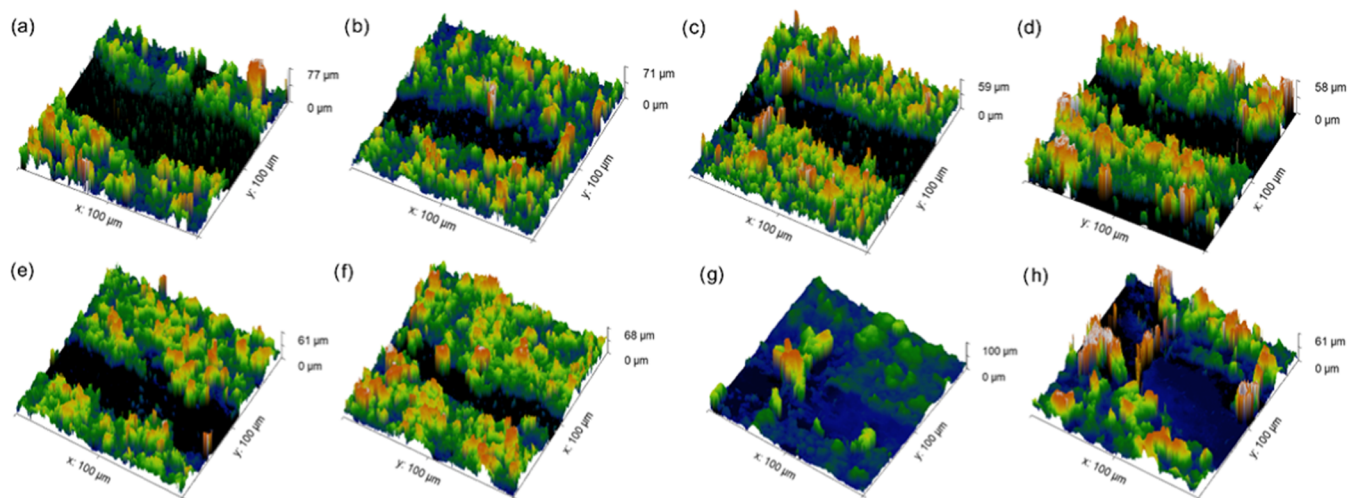 (a)
77 µm
0 µm
x: 100 µm
y: 100 µm
(b)
71 µm
0 µm
x: 100 µm
y: 100 µm
(c)
59 µm
0 µm
x: 100 µm
y: 100 µm
(d)
58 µm
0 µm
y: 100 µm
x: 100 µm
(e)
61 µm
0 µm
x: 100 µm
y: 100 µm
(f)
68 µm
0 µm
y: 100 µm
x: 100 µm
(g)
100 µm
0 µm
x: 100 µm
y: 100 µm
(h)
61 µm
0 µm
x: 100 µm
y: 100 µm